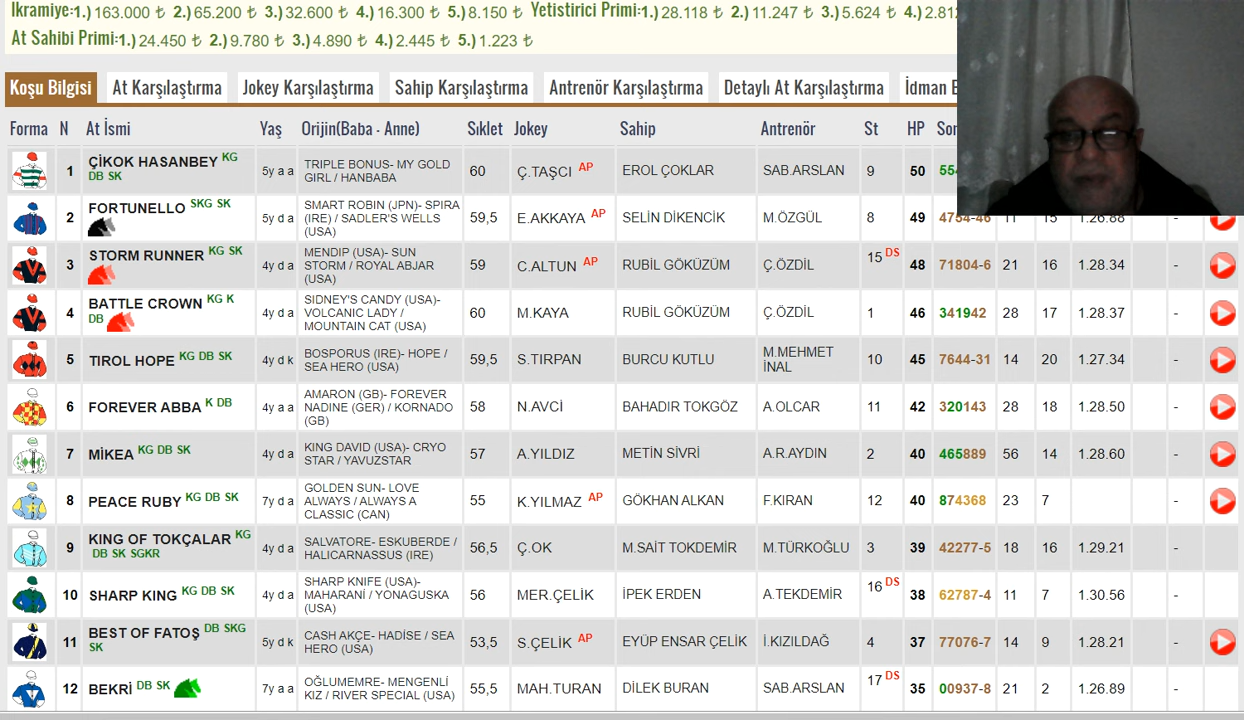 İkramiye:1.) 163.000 ₺ 2.) 65.200 ₺ 3.) 32.600 ₺ 4.) 16.300 ₺ 5.) 8.150 ₺ Yetistirici Primi:1.) 28.118 ₺ 2.) 11.247 ₺ 3.) 5.624 ₺ 4.) 2.812
At Sahibi Primi:1.) 24.450 ₺ 2.) 9.780 ₺ 3.) 4.890 ₺ 4.) 2.445 ₺ 5.) 1.223 ₺
Koşu Bilgisi At Karşılaştırma Jokey Karşılaştırma Sahip Karşılaştırma Antrenör Karşılaştırma Detaylı At Karşılaştırma İdman
Forma N At İsmi Yaş Orijin(Baba - Anne) Sıklet Jokey Sahip Antrenör St HP Son
1 ÇİKOK HASANBEY KG DB SK 5y a a TRIPLE BONUS- MY GOLD GIRL / HANBABA 60 Ç.TAŞCI AP EROL ÇOKLAR SAB.ARSLAN 9 50 554
2 FORTUNELLO SKG SK 5y d a SMART ROBIN (JPN)- SPIRA (IRE) / SADLER'S WELLS (USA) 59,5 E.AKKAYA AP SELİN DİKENCİK M.ÖZGÜL 8 49 4754-46 11 15 1.26.88 -
3 STORM RUNNER KG SK 4y d a MENDIP (USA)- SUN STORM / ROYAL ABJAR (USA) 59 C.ALTUN AP RUBİL GÖKÜZÜM Ç.ÖZDİL 15 DS 48 71804-6 21 16 1.28.34 -
4 BATTLE CROWN KG K DB 4y d a SIDNEY'S CANDY (USA)- VOLCANIC LADY / MOUNTAIN CAT (USA) 60 M.KAYA RUBİL GÖKÜZÜM Ç.ÖZDİL 1 46 341942 28 17 1.28.37 -
5 TIROL HOPE KG DB SK 4y d k BOSPORUS (IRE)- HOPE / SEA HERO (USA) 59,5 S.TIRPAN BURCU KUTLU M.MEHMET İNAL 10 45 7644-31 14 20 1.27.34 -
6 FOREVER ABBA K DB 4y a a AMARON (GB)- FOREVER NADINE (GER) / KORNADO (GB) 58 N.AVCİ BAHADIR TOKGÖZ A.OLCAR 11 42 320143 28 18 1.28.50 -
7 MİKEA KG DB SK 4y d a KING DAVID (USA)- CRYO STAR / YAVUZSTAR 57 A.YILDIZ METİN SİVRİ A.R.AYDIN 2 40 465889 56 14 1.28.60 -
8 PEACE RUBY KG DB SK 7y d a GOLDEN SUN- LOVE ALWAYS / ALWAYS A CLASSIC (CAN) 55 K.YILMAZ AP GÖKHAN ALKAN F.KIRAN 12 40 874368 23 7 -
9 KING OF TOKÇALAR KG DB SK SGKR 4y d a SALVATORE- ESKUBERDE / HALICARNASSUS (IRE) 56,5 Ç.OK M.SAİT TOKDEMİR M.TÜRKOĞLU 3 39 42277-5 18 16 1.29.21 -
10 SHARP KING KG DB SK 4y d a SHARP KNIFE (USA)- MAHARANİ / YONAGUSKA (USA) 56 MER.ÇELİK İPEK ERDEN A.TEKDEMİR 16 DS 38 62787-4 11 7 1.30.56 -
11 BEST OF FATOŞ DB SKG SK 5y d k CASH AKÇE- HADİSE / SEA HERO (USA) 53,5 S.ÇELİK AP EYÜP ENSAR ÇELİK İ.KIZILDAĞ 4 37 77076-7 14 9 1.28.21 -
12 BEKRİ DB SK 7y a a OĞLUMEMRE- MENGENLİ KIZ / RIVER SPECIAL (USA) 55,5 MAH.TURAN DİLEK BURAN SAB.ARSLAN 17 DS 35 00937-8 21 2 1.26.89 -